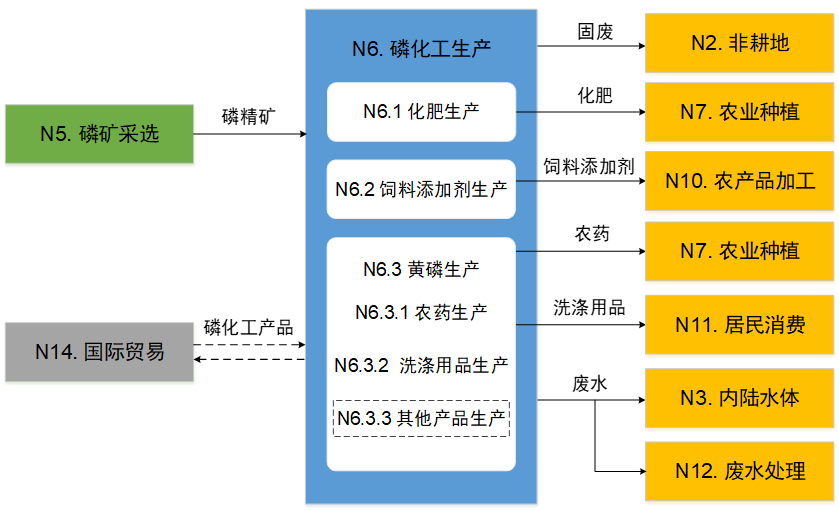 N6. 磷化工生产
固废
N2. 非耕地
N6.1 化肥生产
化肥
N7. 农业种植
N5. 磷矿采选
磷精矿
N6.2 饲料添加剂生产
饲料添加剂
N10. 农产品加工
农药
N7. 农业种植
N6.3 黄磷生产
N6.3.1 农药生产
洗涤用品
N11. 居民消费
N14. 国际贸易
磷化工产品
N6.3.2 洗涤用品生产
废水
N3. 内陆水体
N6.3.3 其他产品生产
N12. 废水处理